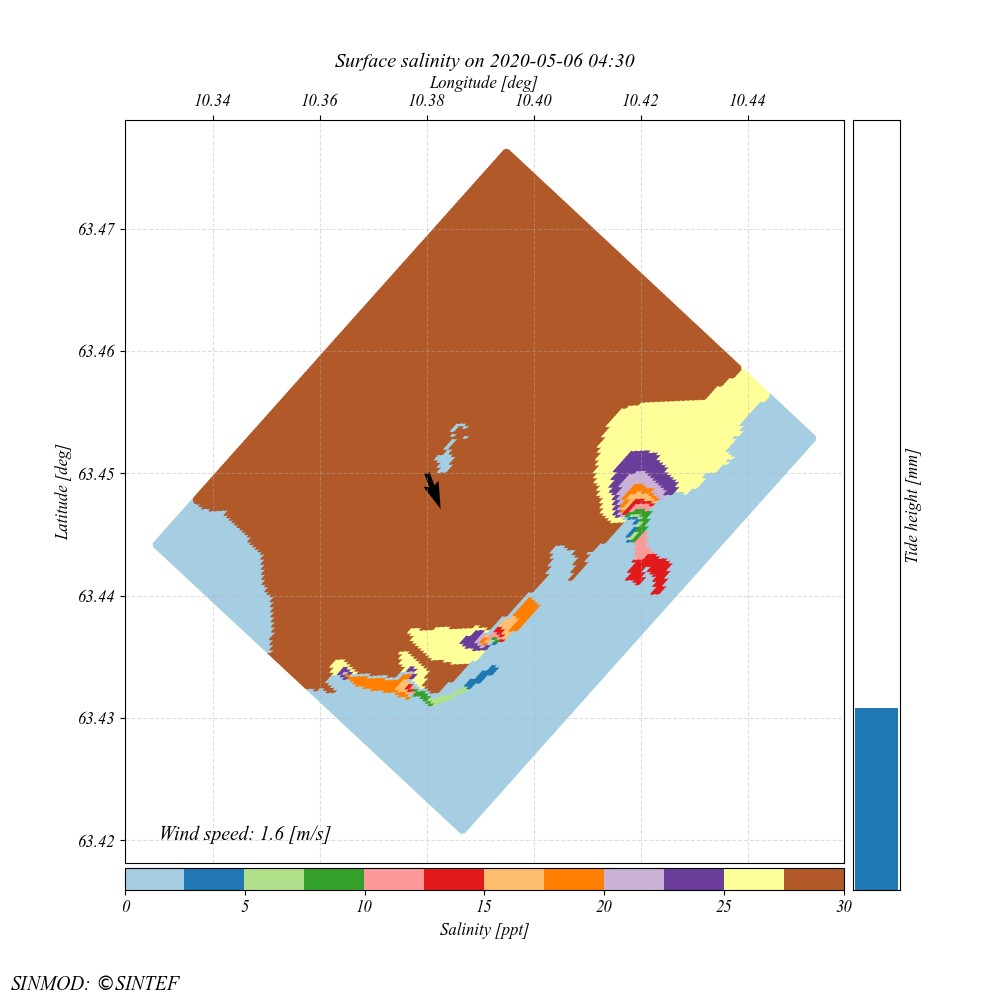 Surface salinity on 2020-05-06 04:30
Longitude [deg]
10.34 10.36 10.38 10.40 10.42 10.44
63.47
63.46
63.45
63.44
63.43
63.42
Latitude [deg]
Tide height [mm]
Wind speed: 1.6 [m/s]
0 5 10 15 20 25 30
Salinity [ppt]
SINMOD: ©SINTEF